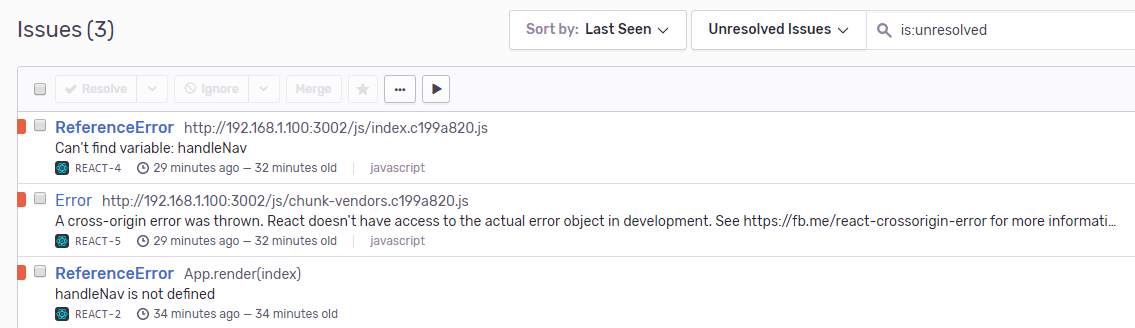 Issues (3)
Sort by: Last Seen
Unresolved Issues
is:unresolved
Resolve
Ignore
Merge
ReferenceError http://192.168.1.100:3002/js/index.c199a820.js
Can't find variable: handleNav
REACT-4 29 minutes ago — 32 minutes old javascript
Error http://192.168.1.100:3002/js/chunk-vendors.c199a820.js
A cross-origin error was thrown. React doesn't have access to the actual error object in development. See https://fb.me/react-crossorigin-error for more informati...
REACT-5 29 minutes ago — 32 minutes old javascript
ReferenceError App.render(index)
handleNav is not defined
REACT-2 34 minutes ago — 34 minutes old